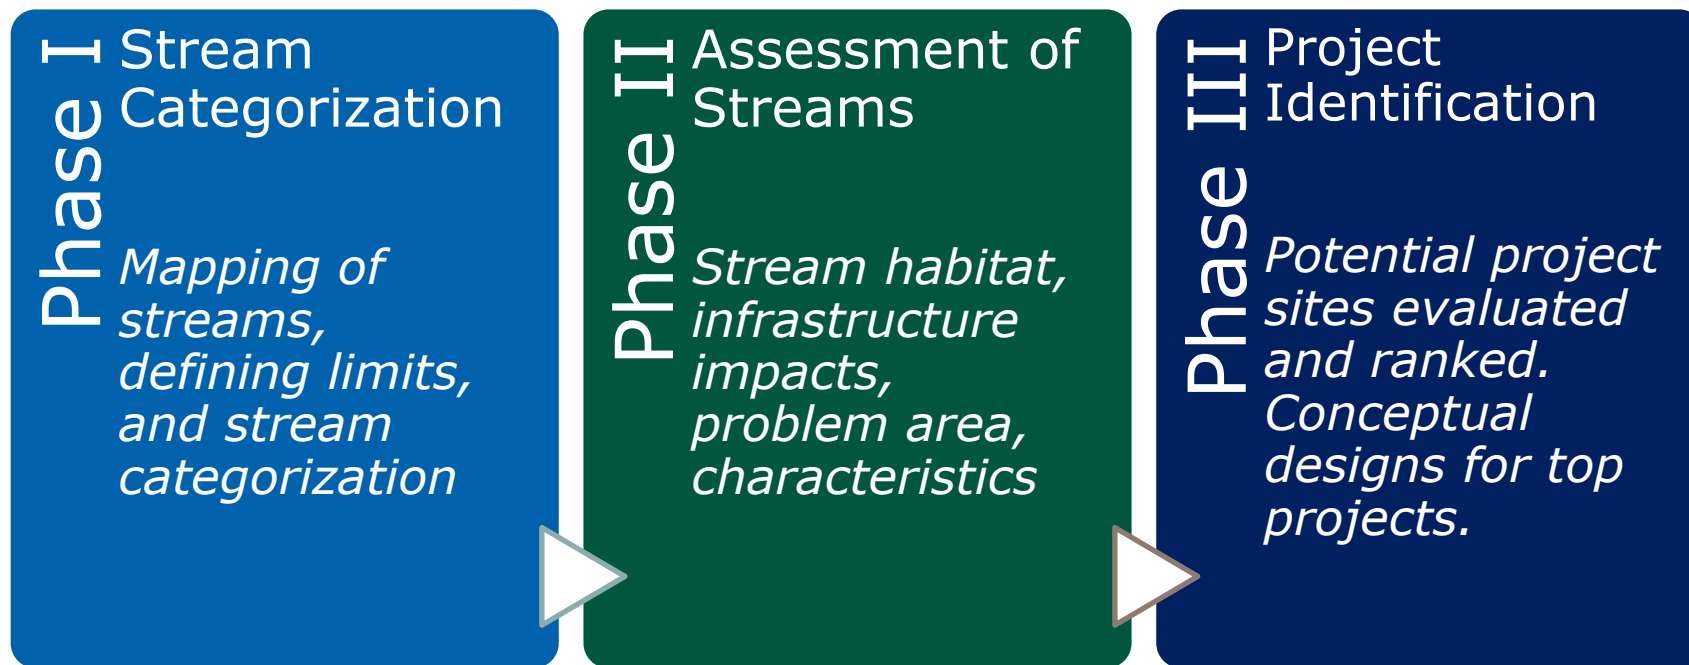 Phase I
Stream
Categorization
Mapping of
streams,
defining limits,
and stream
categorization
Phase II
Assessment of
Streams
Stream habitat,
infrastructure
impacts,
problem area,
characteristics
Phase III
Project
Identification
Potential project
sites evaluated
and ranked.
Conceptual
designs for top
projects.